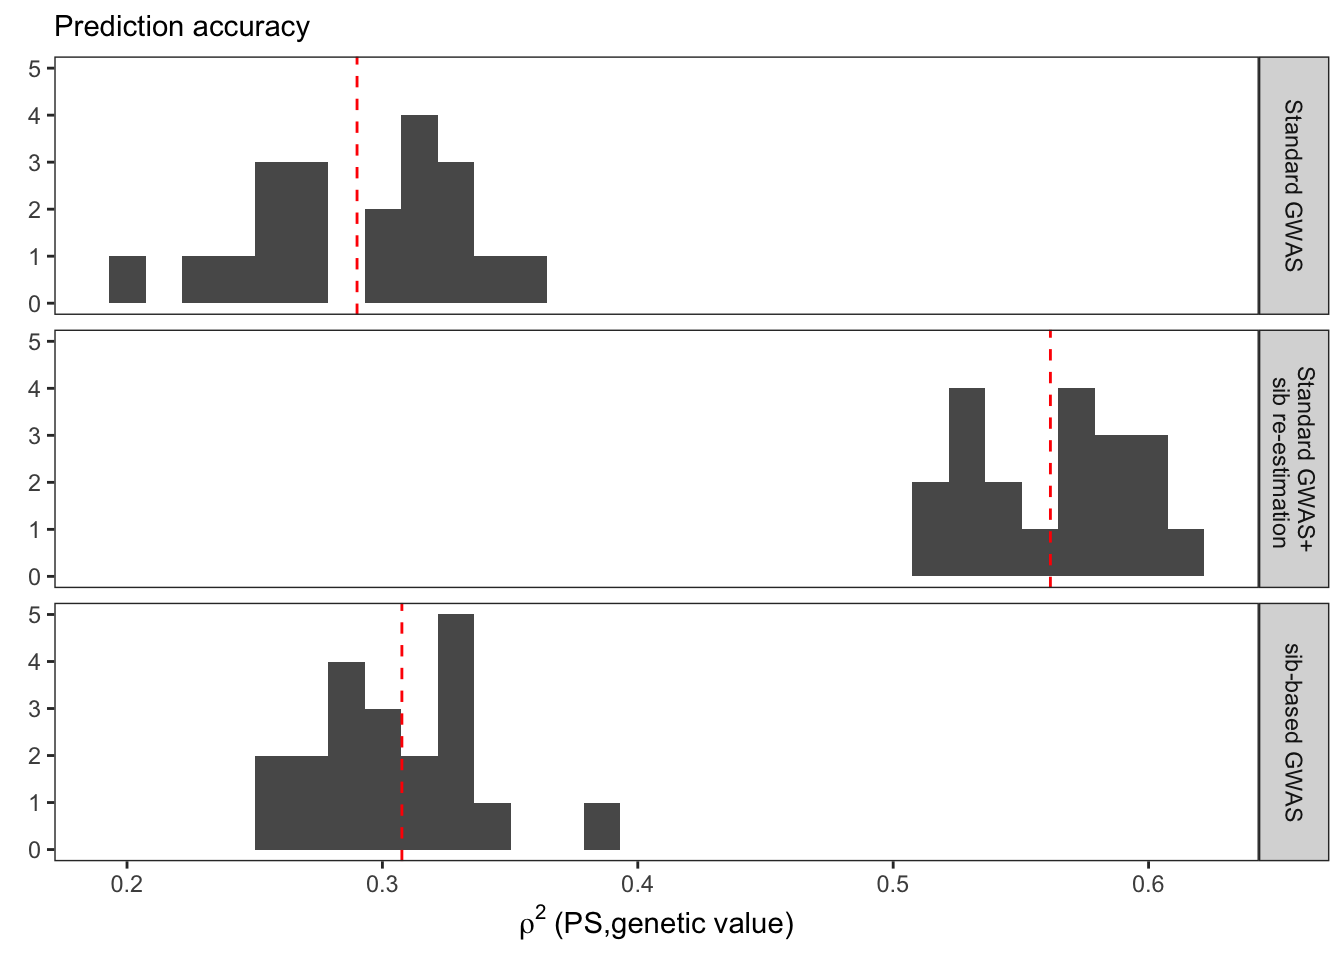 Prediction accuracy
5
4
3
2
1
0
Standard GWAS
5
4
3
2
1
0
Standard GWAS+
sib re-estimation
5
4
3
2
1
0
sib-based GWAS
0.2 0.3 0.4 0.5 0.6
ρ² (PS,genetic value)